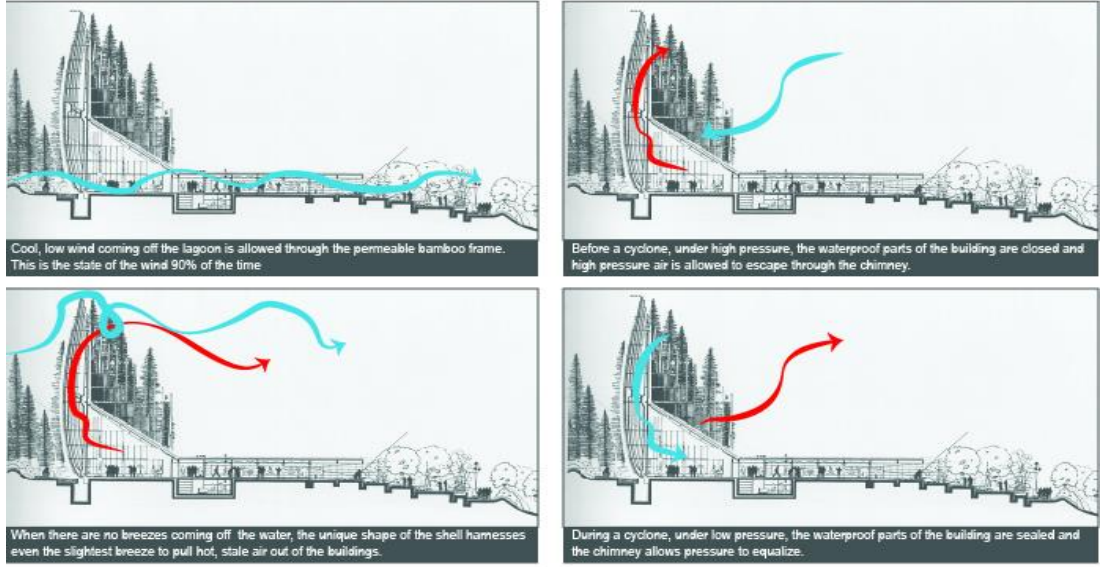 Cool, low wind coming off the lagoon is allowed through the permeable bamboo frame.
This is the state of the wind 90% of the time
Before a cyclone, under high pressure, the waterproof parts of the building are closed and
high pressure air is allowed to escape through the chimney.
When there are no breezes coming off the water, the unique shape of the shell harnesses
even the slightest breeze to pull hot, stale air out of the buildings.
During a cyclone, under low pressure, the waterproof parts of the building are sealed and
the chimney allows pressure to equalize.